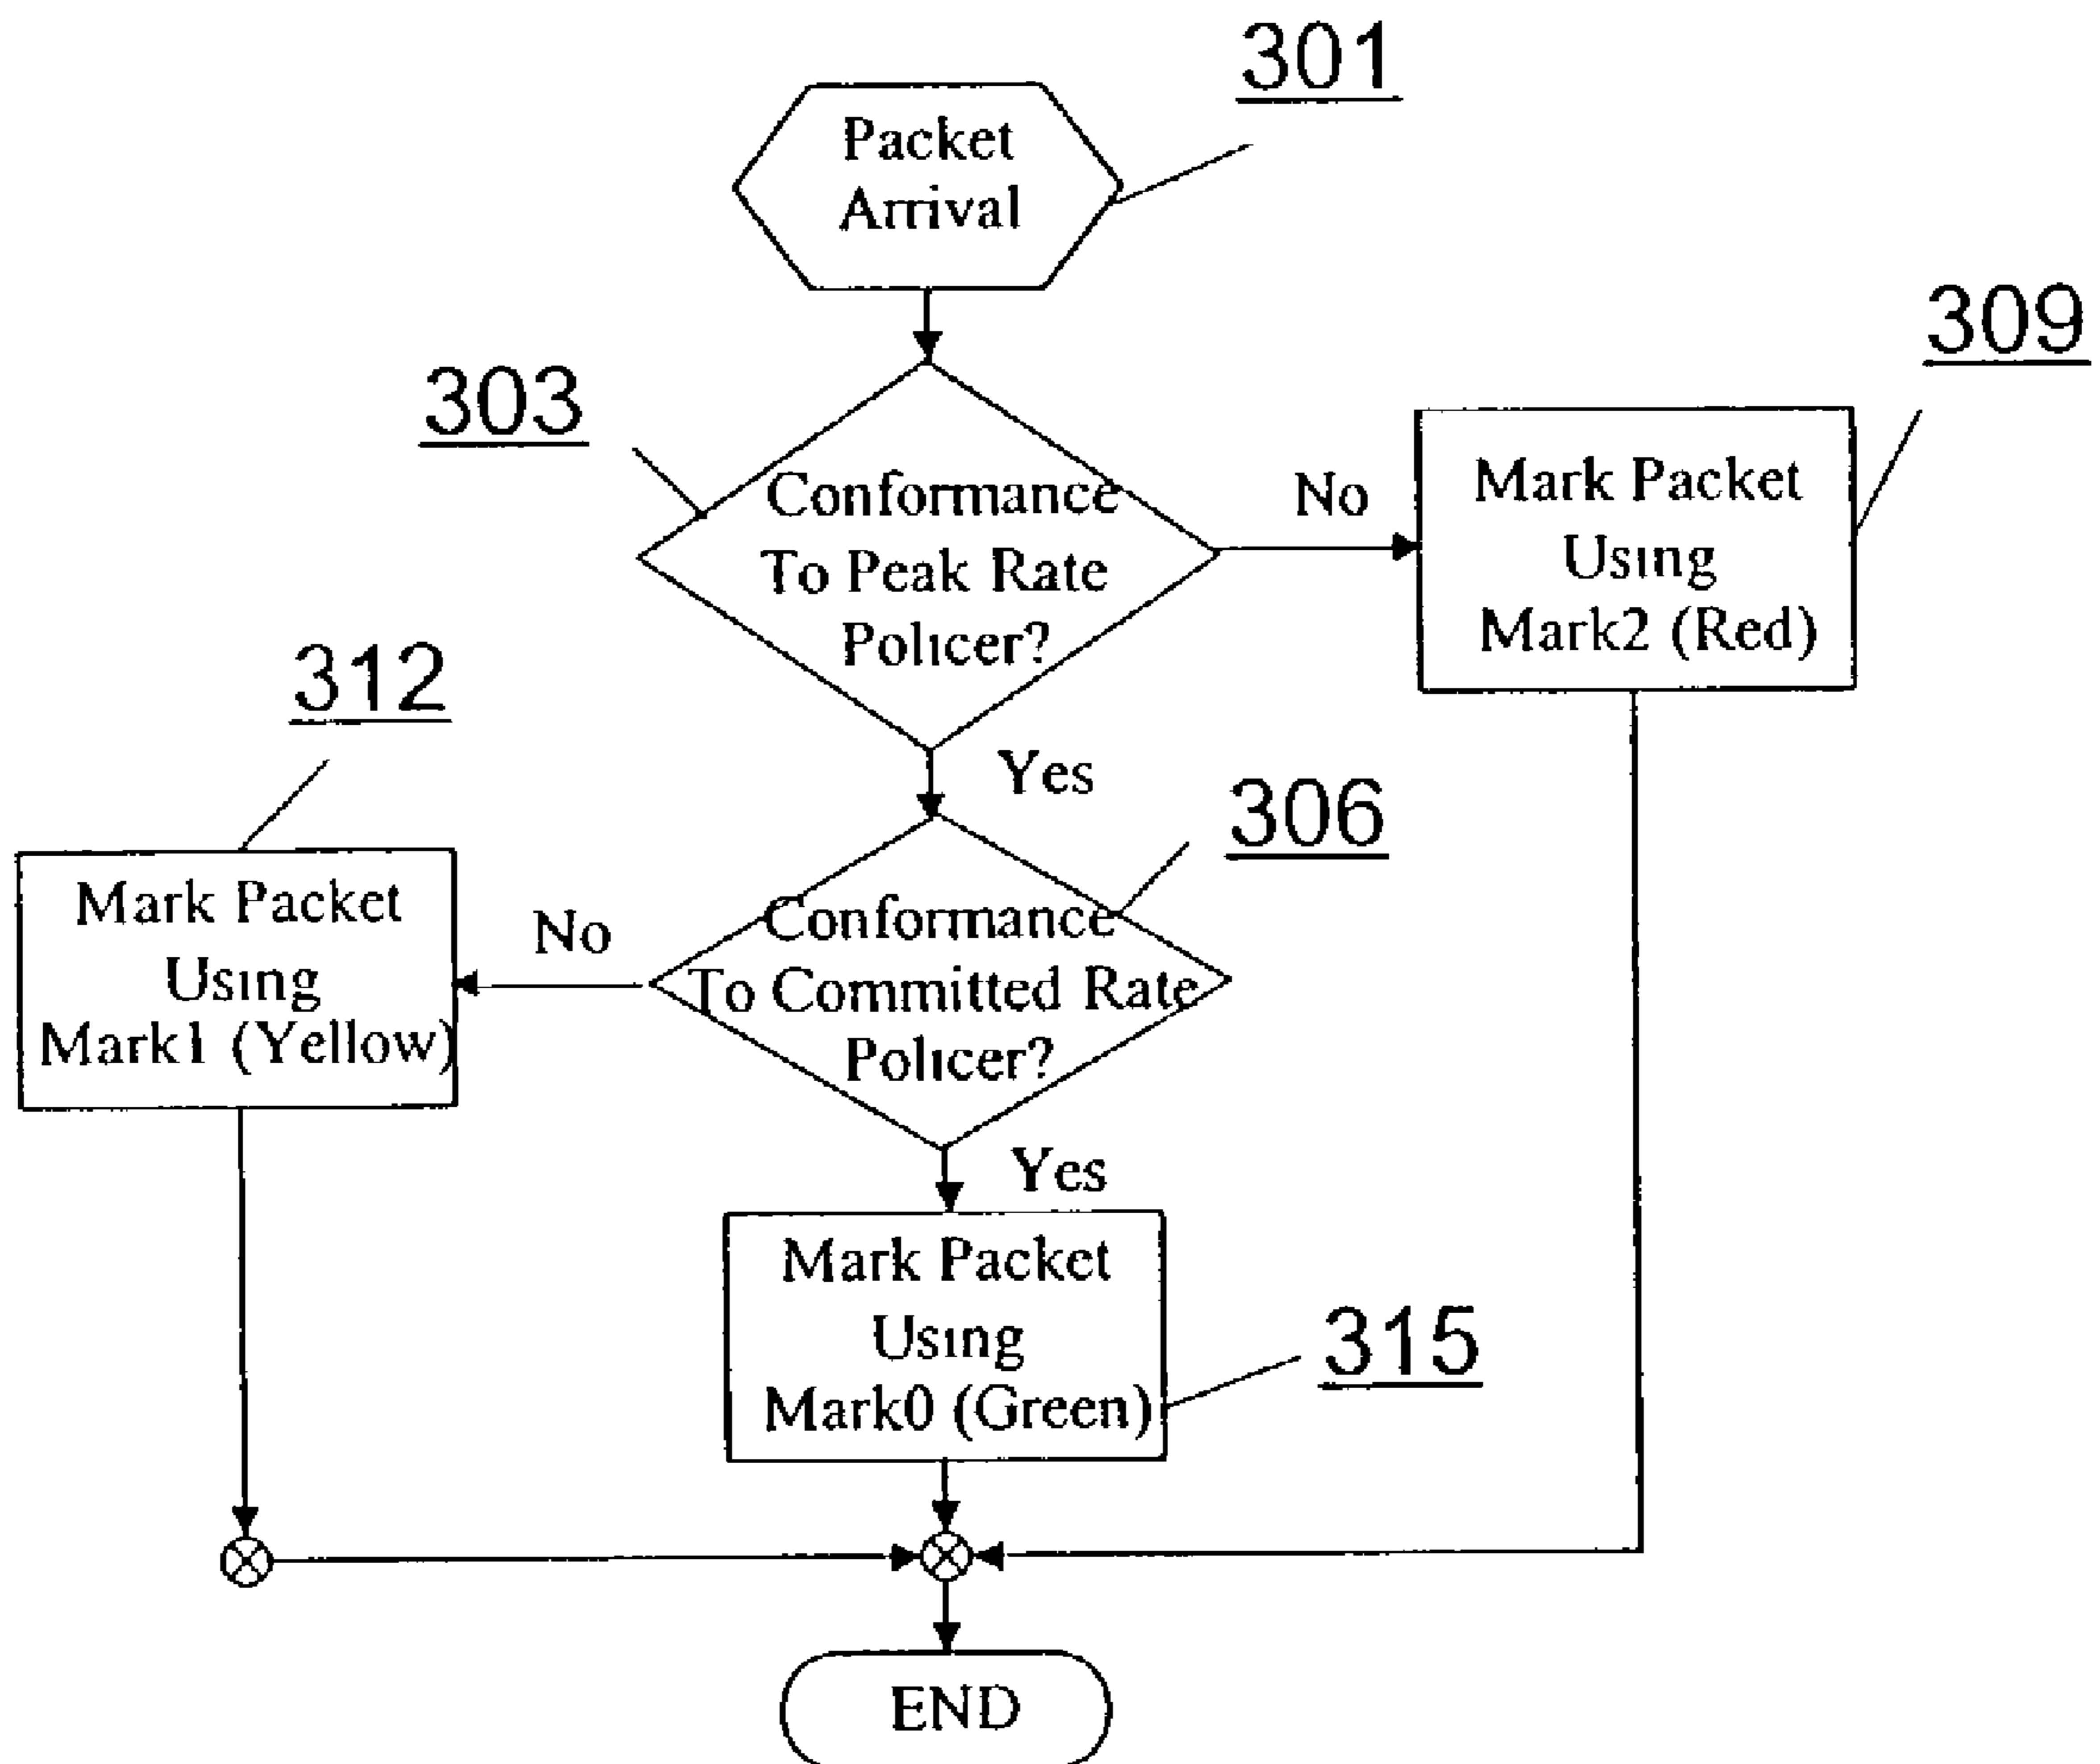 301
Packet
Arrival
303
Conformance
To Peak Rate
Policer?
No
309
Mark Packet
Using
Mark2 (Red)
Yes
312
306
Mark Packet
Using
Mark1 (Yellow)
No
Conformance
To Committed Rate
Policer?
Yes
Mark Packet
Using
Mark0 (Green)
315
END